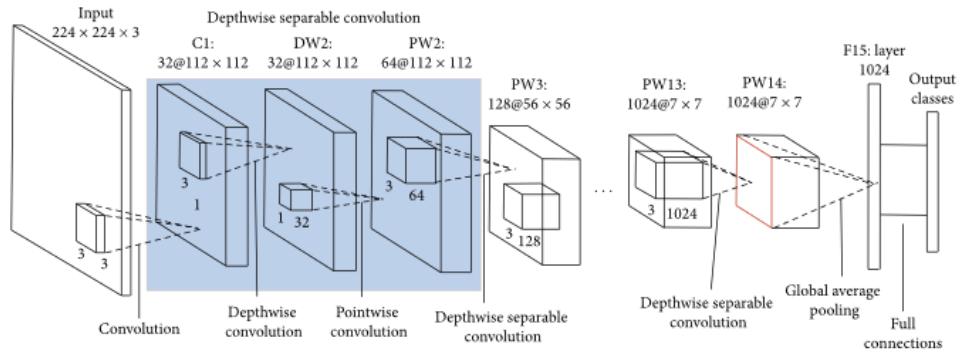 Input
224 × 224 × 3
Depthwise separable convolution
C1:
32@112 × 112
DW2:
32@112 × 112
PW2:
64@112 × 112
PW3:
128@56 × 56
PW13:
1024@7 × 7
PW14:
1024@7 × 7
F15: layer
1024
Output
classes
3
3
3
1
1
32
3
64
3
128
...
3
1024
Convolution
Depthwise
convolution
Pointwise
convolution
Depthwise separable
convolution
Depthwise separable
convolution
Global average
pooling
Full
connections